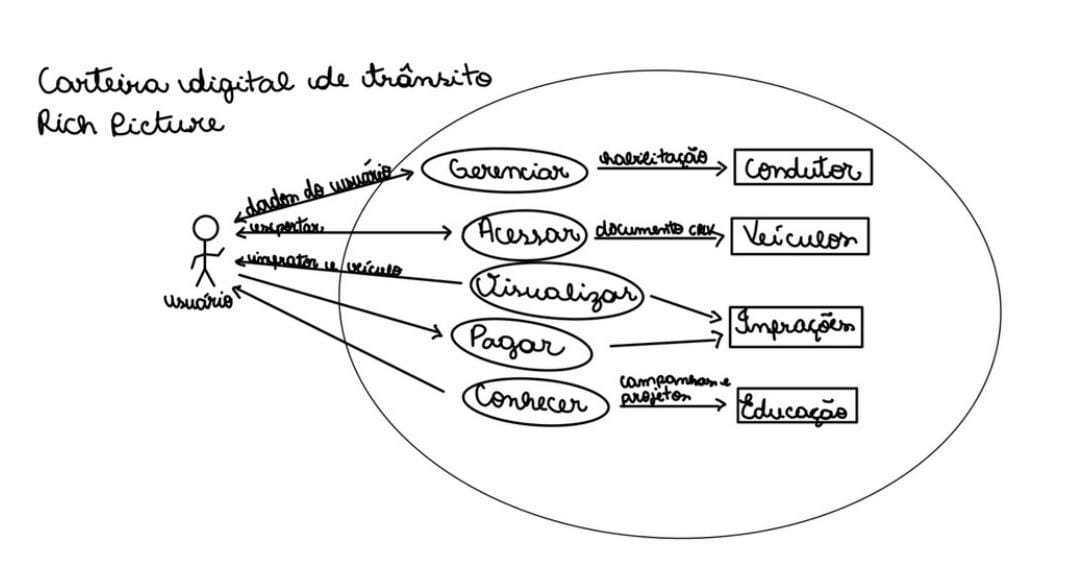 Carteira digital de trânsito
Rich Picture
dados do usuário
Gerenciar
habilitação
Condutor
exportar
Acessar
documento CRLV
Veículos
infrator e veículo
Visualizar
usuário
Infrações
Pagar
campanhas e
projetos
Conhecer
Educação